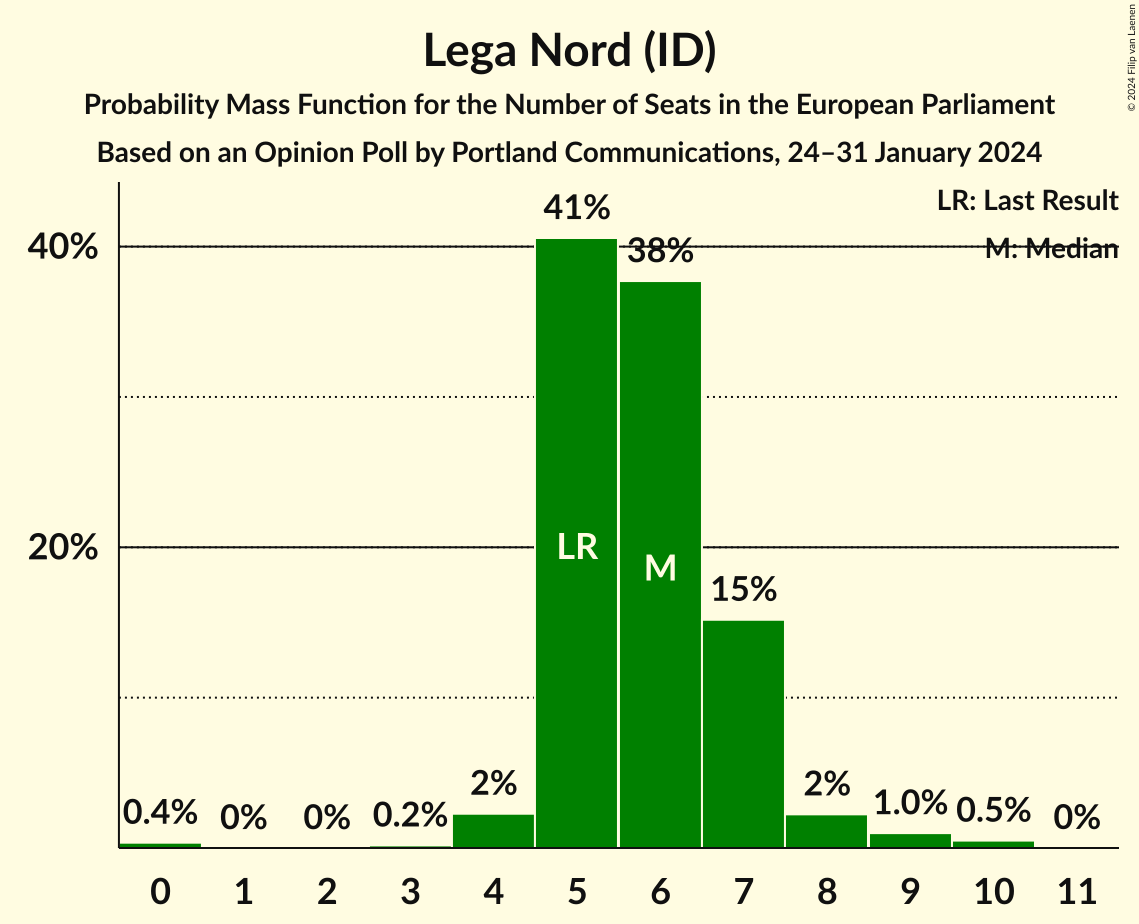 Lega Nord (ID)
Probability Mass Function for the Number of Seats in the European Parliament
Based on an Opinion Poll by Portland Communications, 24–31 January 2024
© 2024 Filip van Laenen
LR: Last Result
M: Median
40%
20%
0.4%
0%
0%
0.2%
2%
41%
38%
15%
2%
1.0%
0.5%
0%
LR
M
0 1 2 3 4 5 6 7 8 9 10 11